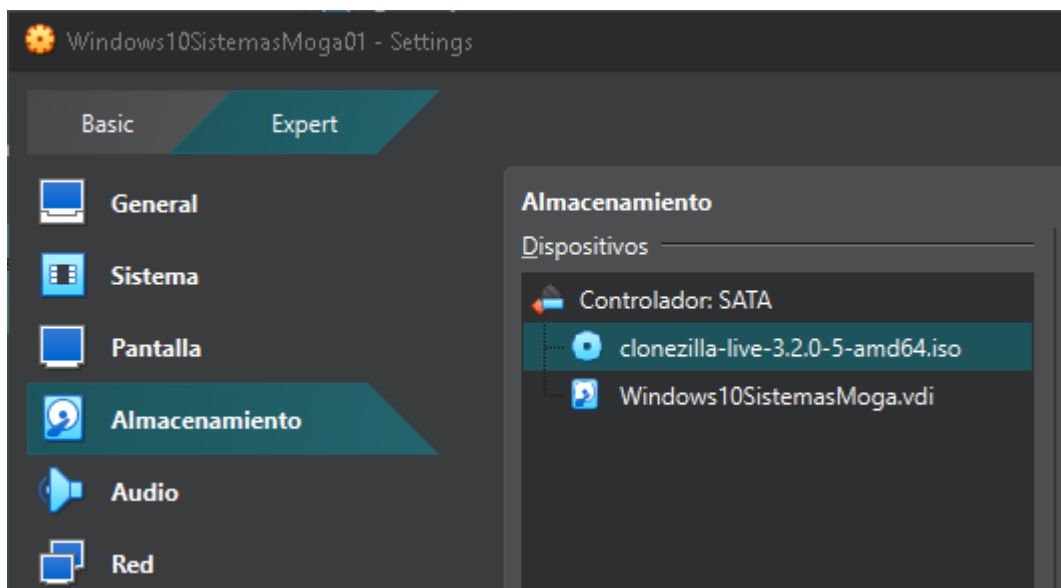 Windows10SistemasMoga01 - Settings
Basic
Expert
General
Sistema
Pantalla
Almacenamiento
Audio
Red
Almacenamiento
Dispositivos
Controlador: SATA
clonezilla-live-3.2.0-5-amd64.iso
Windows10SistemasMoga.vdi